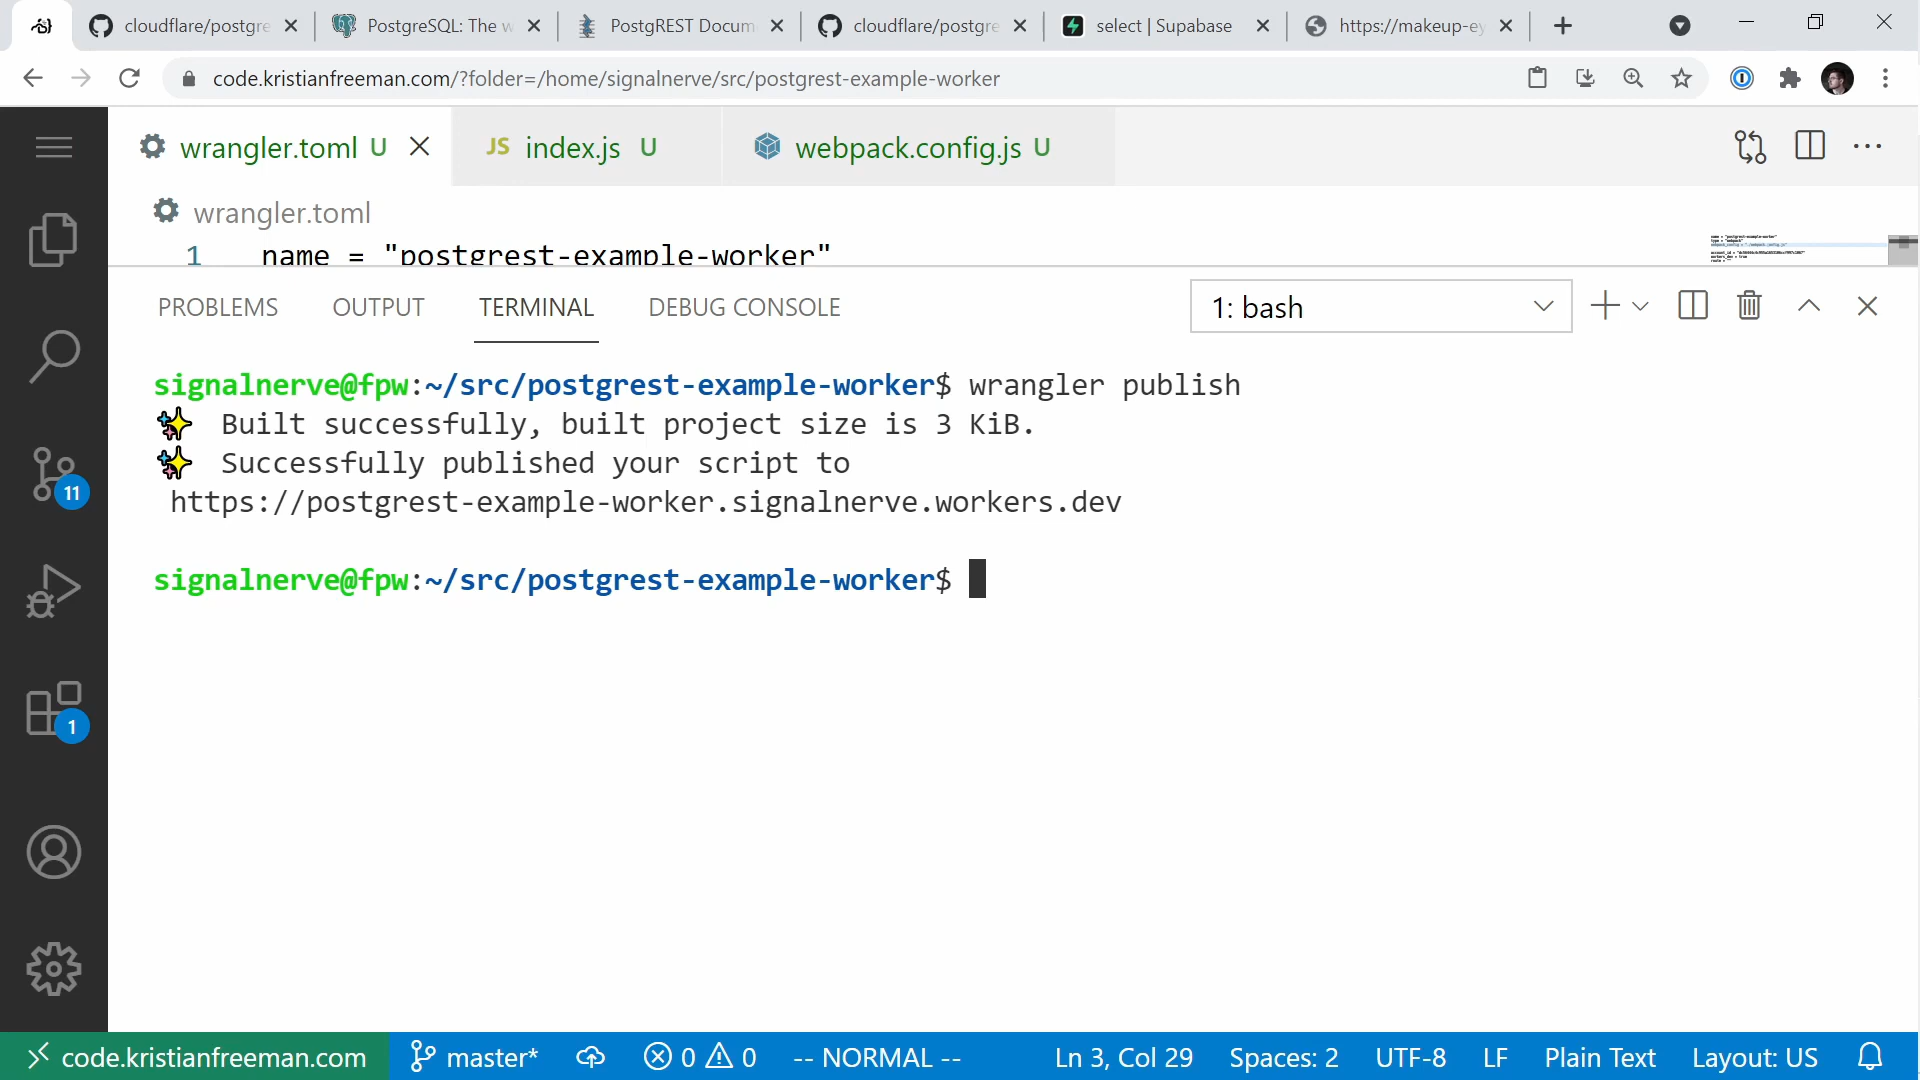 cloudflare/postgre
PostgreSQL: The w
PostgREST Docum
cloudflare/postgre
select | Supabase
https://makeup-ey
code.kristianfreeman.com/?folder=/home/signalnerve/src/postgrest-example-worker
wrangler.toml U
JS index.js U
webpack.config.js U
wrangler.toml
1 name = "postgrest-example-worker"
PROBLEMS OUTPUT TERMINAL DEBUG CONSOLE
1: bash
signalnerve@fpw:~/src/postgrest-example-worker$ wrangler publish
✨ Built successfully, built project size is 3 KiB.
✨ Successfully published your script to
https://postgrest-example-worker.signalnerve.workers.dev
signalnerve@fpw:~/src/postgrest-example-worker$
11
1
code.kristianfreeman.com master* 0 0 -- NORMAL -- Ln 3, Col 29 Spaces: 2 UTF-8 LF Plain Text Layout: US